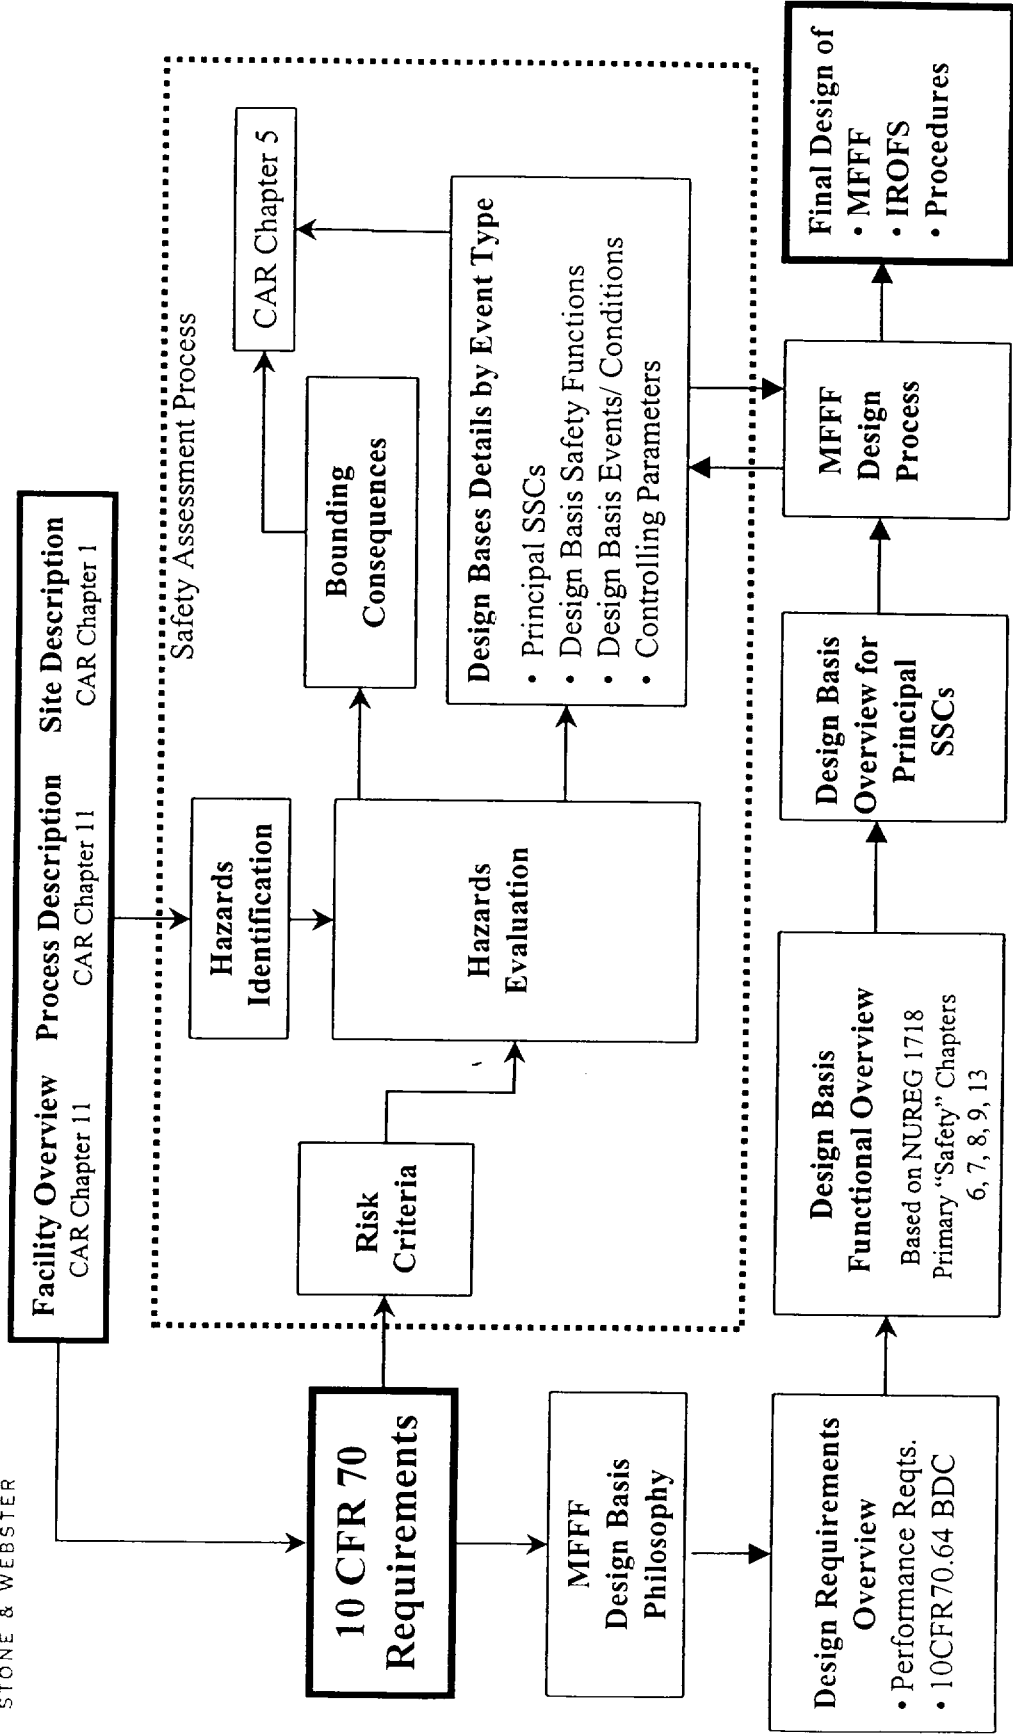 STONE & WEBSTER
Facility Overview Process Description Site Description
CAR Chapter 11 CAR Chapter 11 CAR Chapter 1
Safety Assessment Process
Hazards
Identification
CAR Chapter 5
10 CFR 70
Requirements
Risk
Criteria
Hazards
Evaluation
Bounding
Consequences
Design Bases Details by Event Type
• Principal SSCs
• Design Basis Safety Functions
• Design Basis Events/ Conditions
• Controlling Parameters
MFFF
Design Basis
Philosophy
Design Requirements
Overview
• Performance Reqts.
• 10CFR70.64 BDC
Design Basis
Functional Overview
Based on NUREG 1718
Primary “Safety” Chapters
6, 7, 8, 9, 13
Design Basis
Overview for
Principal
SSCs
MFFF
Design
Process
Final Design of
• MFFF
• IROFS
• Procedures